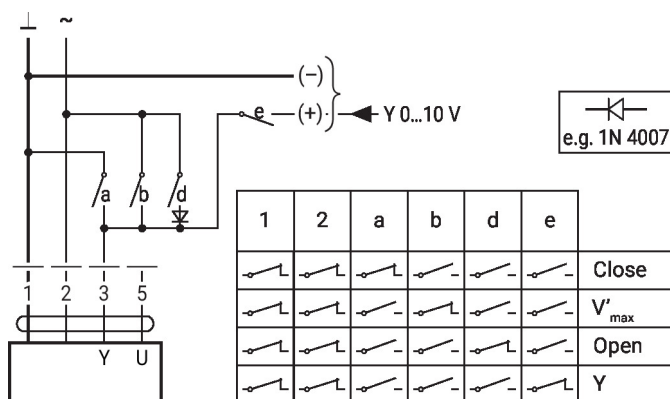 ⊥ ~
(–)
e (+) Y 0...10 V
e.g. 1N 4007
a b d
1 2 a b d e
Close
V'max
Open
Y
1 2 3 5
Y U